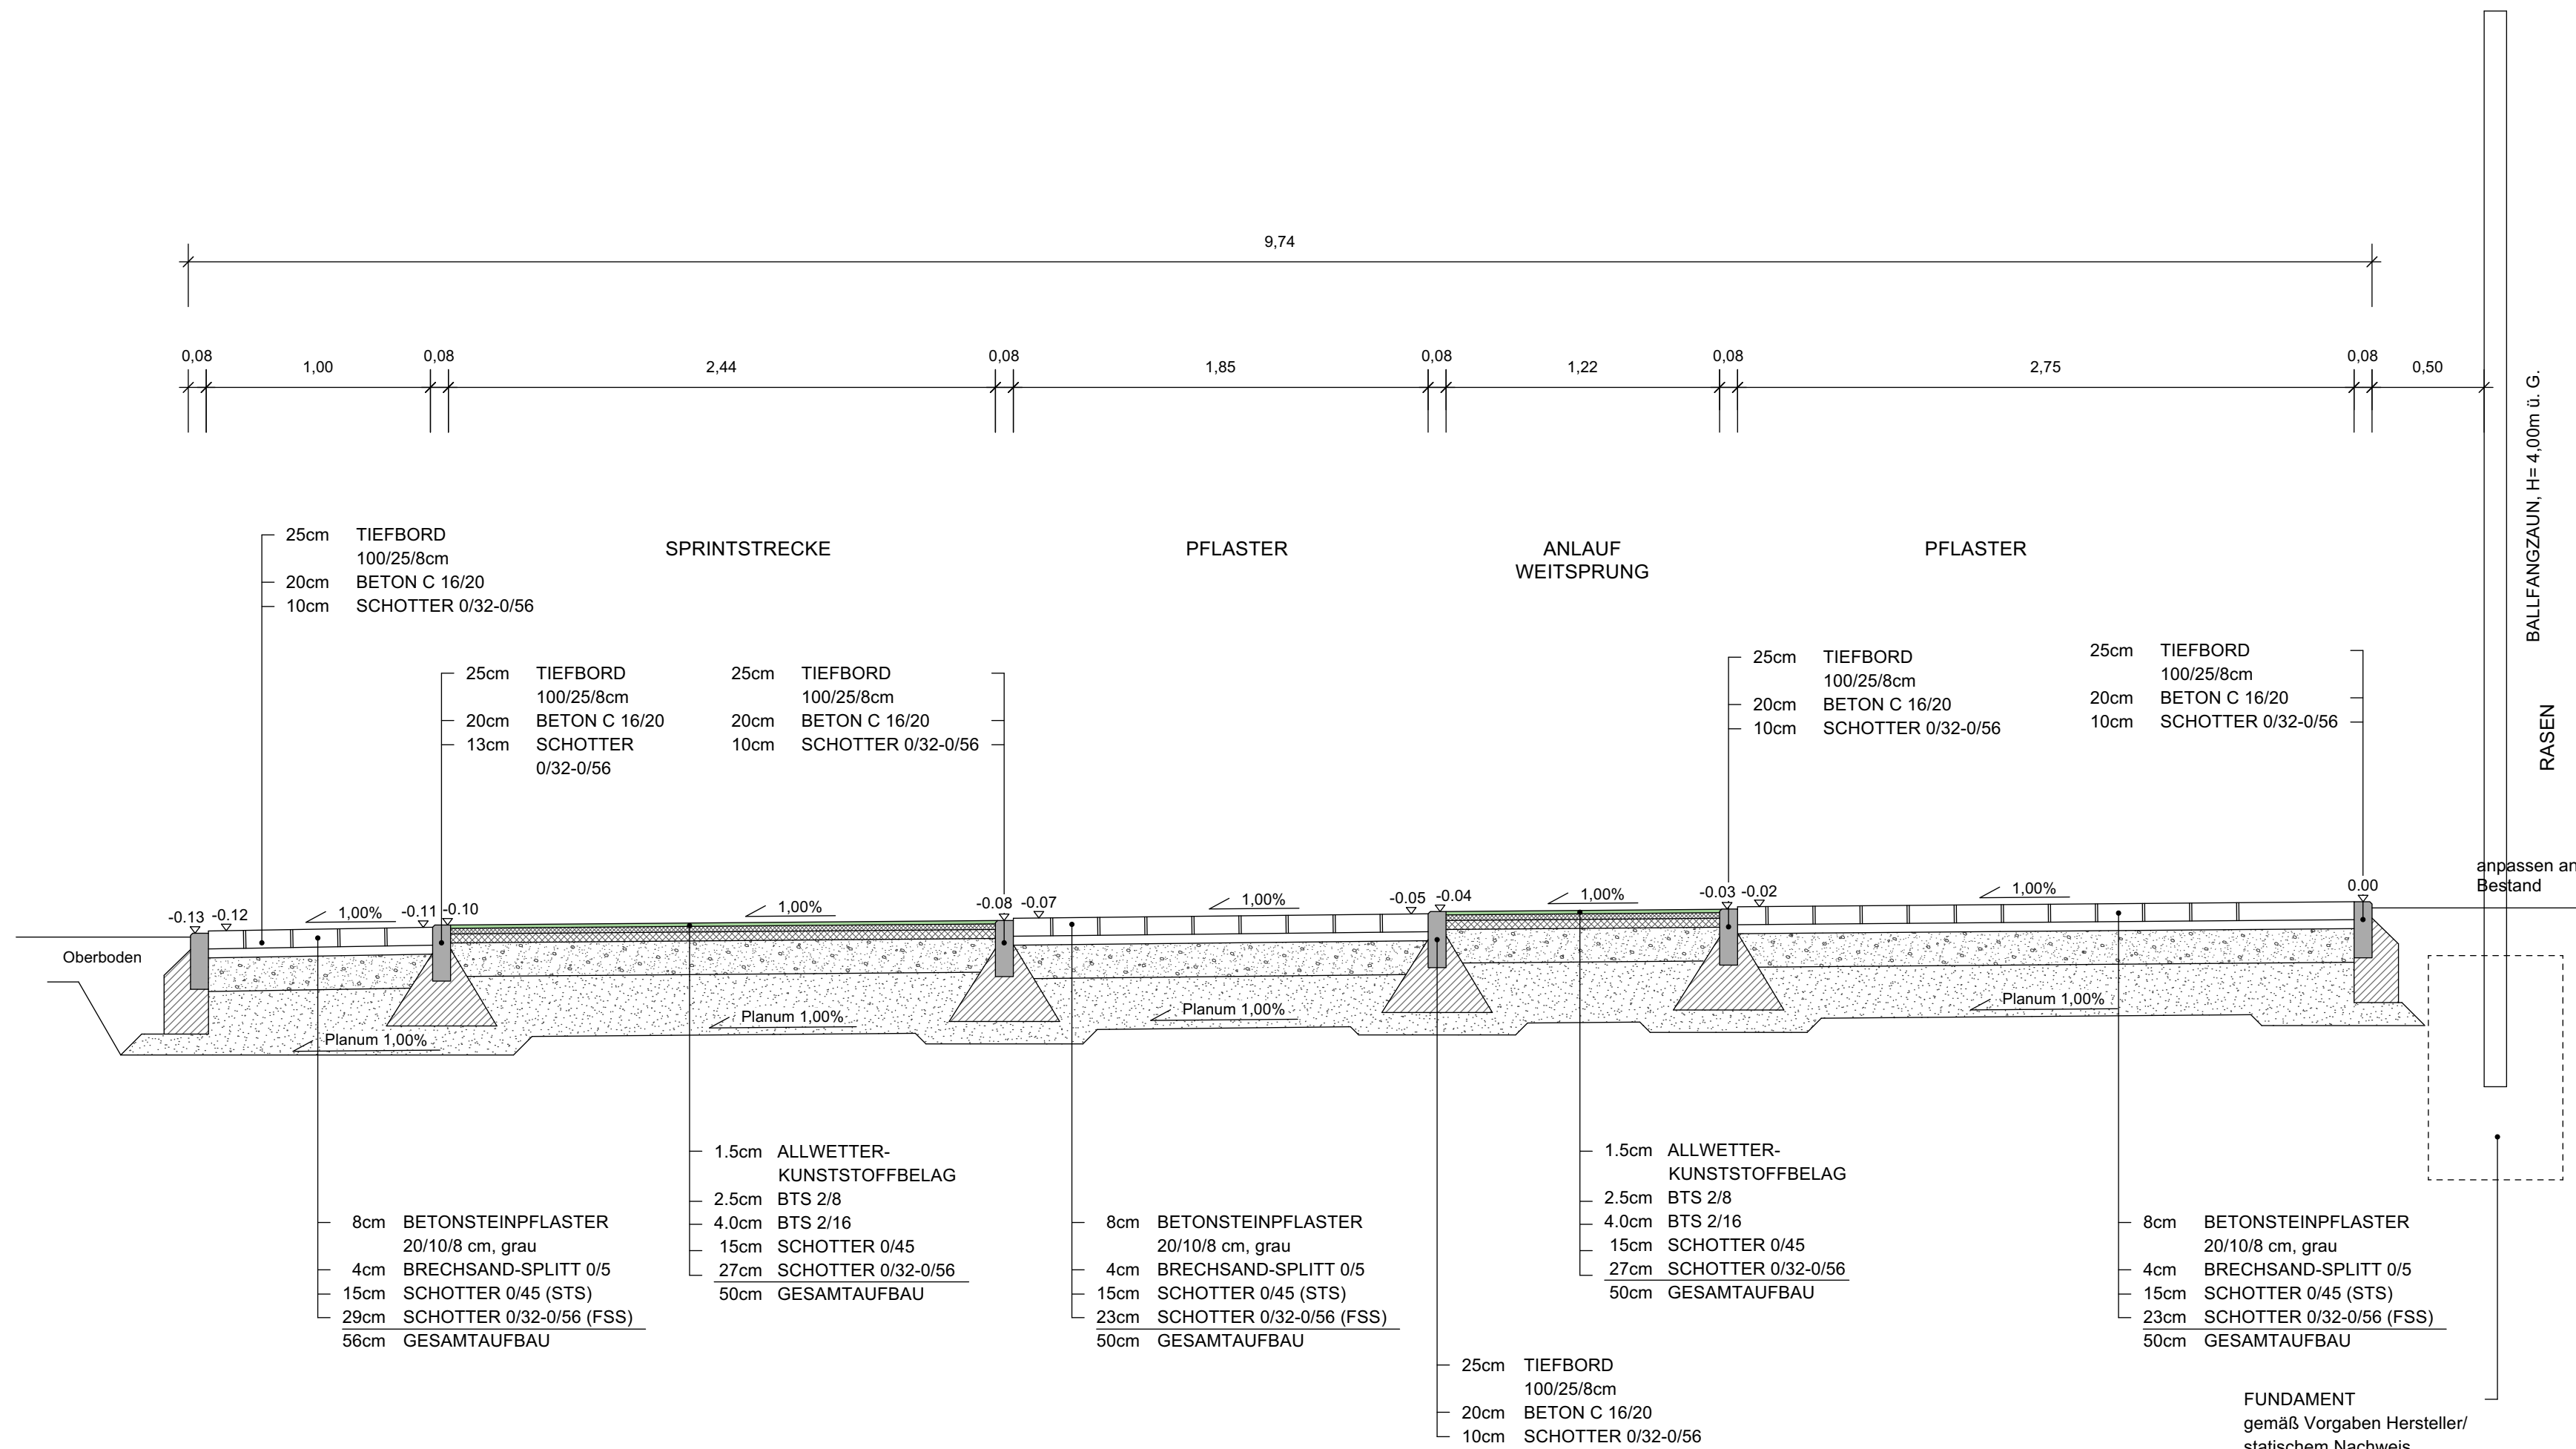 9,74
0,08
1,00
0,08
2,44
0,08
1,85
0,08
1,22
0,08
2,75
0,08
0,50
BALLFANGZAUN, H= 4,00m ü. G.
RASEN
25cm TIEFBORD
100/25/8cm
20cm BETON C 16/20
10cm SCHOTTER 0/32-0/56
SPRINTSTRECKE
PFLASTER
ANLAUF
WEITSPRUNG
PFLASTER
25cm TIEFBORD
100/25/8cm
20cm BETON C 16/20
13cm SCHOTTER
0/32-0/56
25cm TIEFBORD
100/25/8cm
20cm BETON C 16/20
10cm SCHOTTER 0/32-0/56
25cm TIEFBORD
100/25/8cm
20cm BETON C 16/20
10cm SCHOTTER 0/32-0/56
25cm TIEFBORD
100/25/8cm
20cm BETON C 16/20
10cm SCHOTTER 0/32-0/56
anpassen an
Bestand
-0.13
-0.12
1,00%
-0.11
-0.10
1,00%
-0.08
-0.07
1,00%
-0.05
-0.04
1,00%
-0.03
-0.02
1,00%
0.00
Oberboden
Planum 1,00%
Planum 1,00%
Planum 1,00%
Planum 1,00%
8cm BETONSTEINPFLASTER
20/10/8 cm, grau
4cm BRECHSAND-SPLITT 0/5
15cm SCHOTTER 0/45 (STS)
29cm SCHOTTER 0/32-0/56 (FSS)
56cm GESAMTAUFBAU
1.5cm ALLWETTER-
KUNSTSTOFFBELAG
2.5cm BTS 2/8
4.0cm BTS 2/16
15cm SCHOTTER 0/45
27cm SCHOTTER 0/32-0/56
50cm GESAMTAUFBAU
8cm BETONSTEINPFLASTER
20/10/8 cm, grau
4cm BRECHSAND-SPLITT 0/5
15cm SCHOTTER 0/45 (STS)
23cm SCHOTTER 0/32-0/56 (FSS)
50cm GESAMTAUFBAU
25cm TIEFBORD
100/25/8cm
20cm BETON C 16/20
10cm SCHOTTER 0/32-0/56
1.5cm ALLWETTER-
KUNSTSTOFFBELAG
2.5cm BTS 2/8
4.0cm BTS 2/16
15cm SCHOTTER 0/45
27cm SCHOTTER 0/32-0/56
50cm GESAMTAUFBAU
8cm BETONSTEINPFLASTER
20/10/8 cm, grau
4cm BRECHSAND-SPLITT 0/5
15cm SCHOTTER 0/45 (STS)
23cm SCHOTTER 0/32-0/56 (FSS)
50cm GESAMTAUFBAU
FUNDAMENT
gemäß Vorgaben Hersteller/
statischem Nachweis